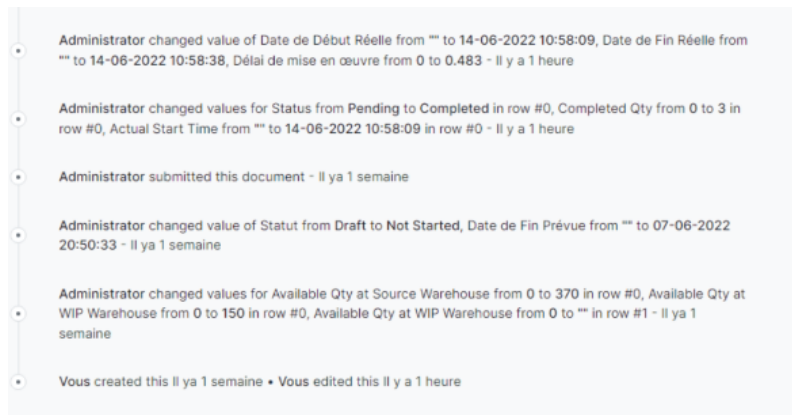 Administrator changed value of Date de Début Réelle from "" to 14-06-2022 10:58:09, Date de Fin Réelle from
"" to 14-06-2022 10:58:38, Délai de mise en œuvre from 0 to 0.483 - Il y a 1 heure
Administrator changed values for Status from Pending to Completed in row #0, Completed Qty from 0 to 3 in
row #0, Actual Start Time from "" to 14-06-2022 10:58:09 in row #0 - Il y a 1 heure
Administrator submitted this document - Il ya 1 semaine
Administrator changed value of Statut from Draft to Not Started, Date de Fin Prévue from "" to 07-06-2022
20:50:33 - Il ya 1 semaine
Administrator changed values for Available Qty at Source Warehouse from 0 to 370 in row #0, Available Qty at
WIP Warehouse from 0 to 150 in row #0, Available Qty at WIP Warehouse from 0 to "" in row #1 - Il ya 1
semaine
Vous created this Il ya 1 semaine • Vous edited this Il y a 1 heure